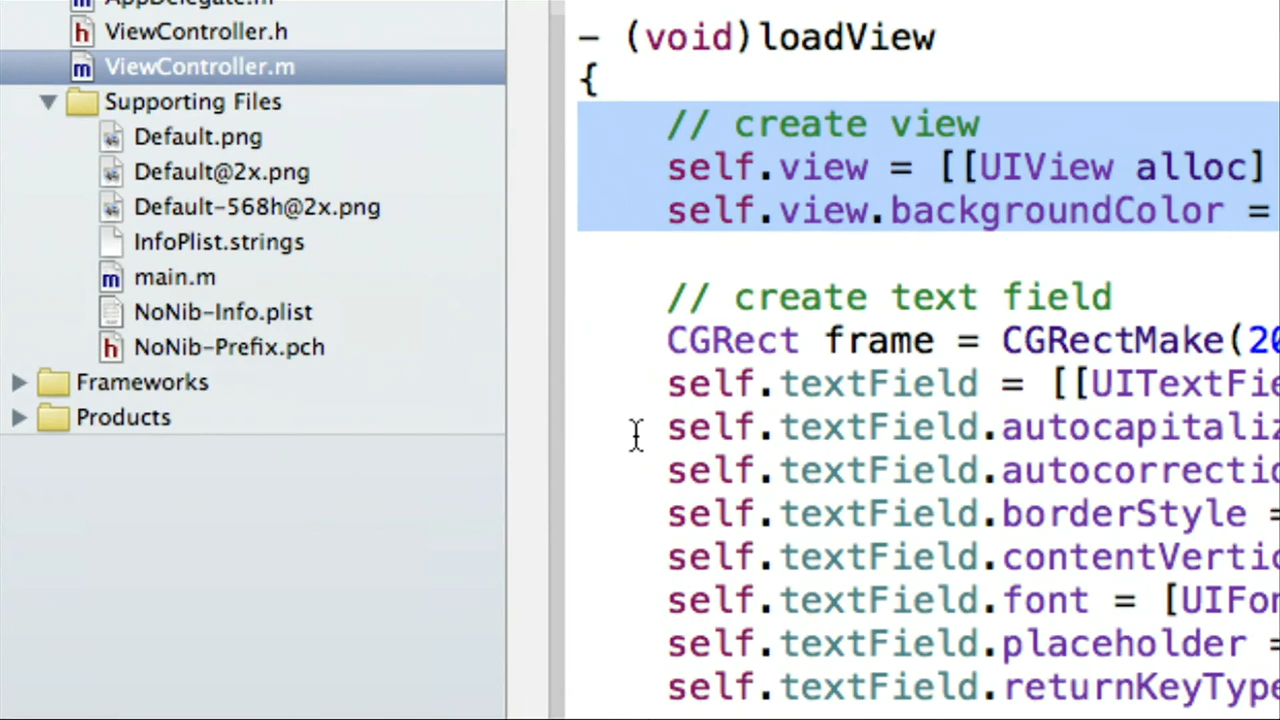 AppDelegate.m
ViewController.h
ViewController.m
Supporting Files
Default.png
Default@2x.png
Default-568h@2x.png
InfoPlist.strings
main.m
NoNib-Info.plist
NoNib-Prefix.pch
Frameworks
Products
- (void)loadView
{
// create view
self.view = [[UIView alloc]
self.view.backgroundColor =
// create text field
CGRect frame = CGRectMake(20
self.textField = [[UITextFie
self.textField.autocapitaliz
self.textField.autocorrectio
self.textField.borderStyle =
self.textField.contentVertic
self.textField.font = [UIFon
self.textField.placeholder =
self.textField.returnKeyType